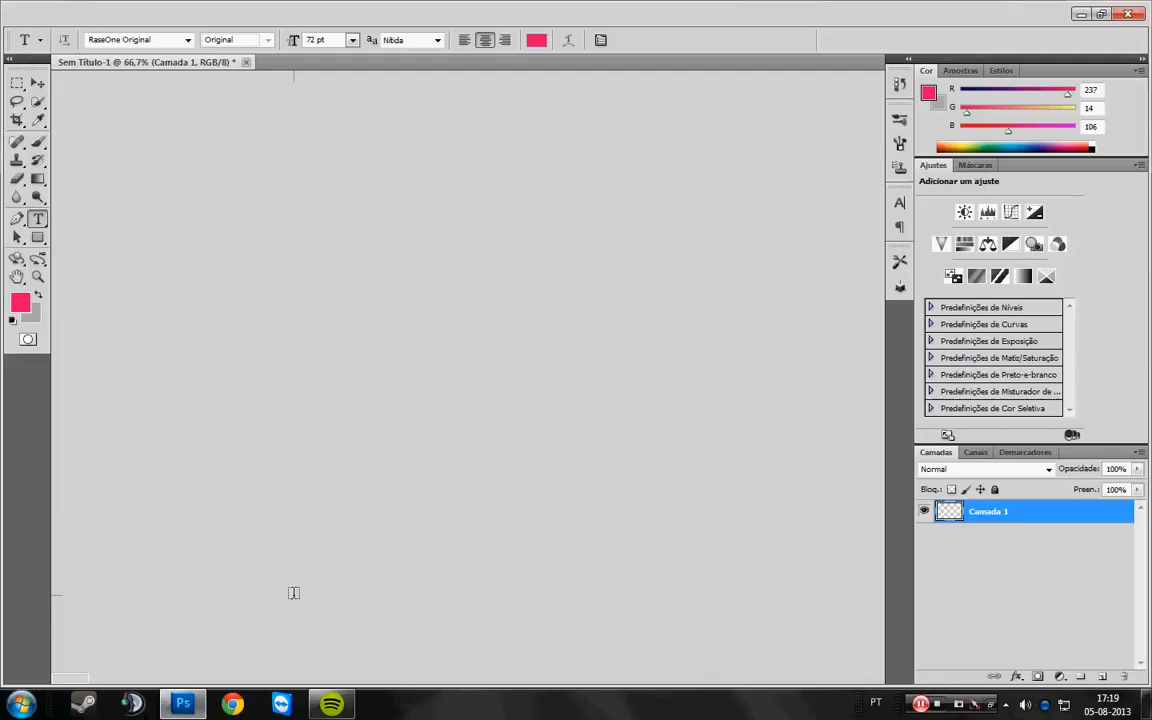 T RaseOne Original Original 72 pt Nítida
Sem Título-1 @ 66,7% (Camada 1, RGB/8) *
Cor Amostras Estilos
R 237
G 14
B 106
Ajustes Máscaras
Adicionar um ajuste
Predefinições de Níveis
Predefinições de Curvas
Predefinições de Exposição
Predefinições de Matiz/Saturação
Predefinições de Preto-e-branco
Predefinições de Misturador de ...
Predefinições de Cor Seletiva
Camadas Canais Demarcadores
Normal Opacidade: 100%
Bloq.: Preen.: 100%
Camada 1
Ps PT 17:19
05-08-2013